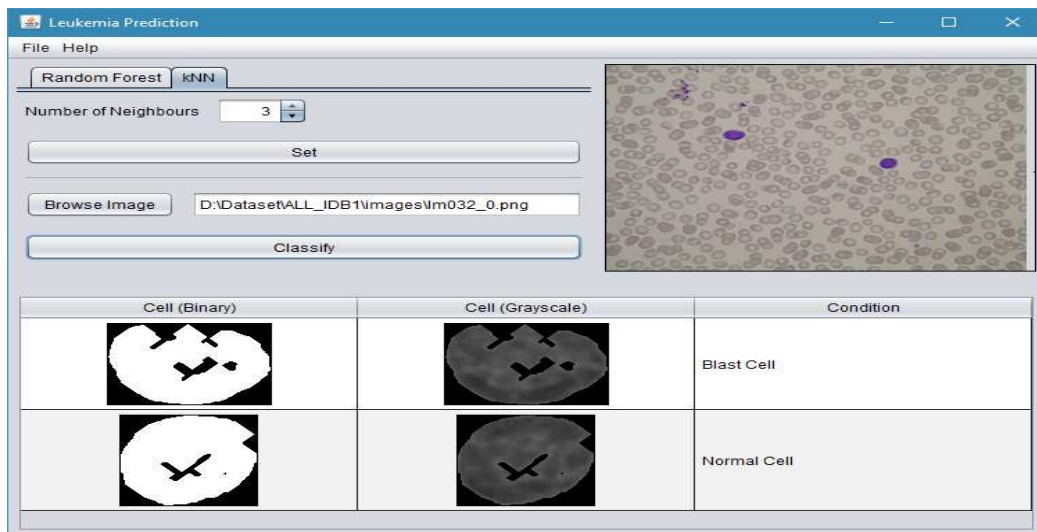 Leukemia Prediction
File Help
Random Forest kNN
Number of Neighbours 3
Set
Browse Image D:\Dataset\ALL_IDB1\images\Im032_0.png
Classify
Cell (Binary) Cell (Grayscale) Condition
Blast Cell
Normal Cell